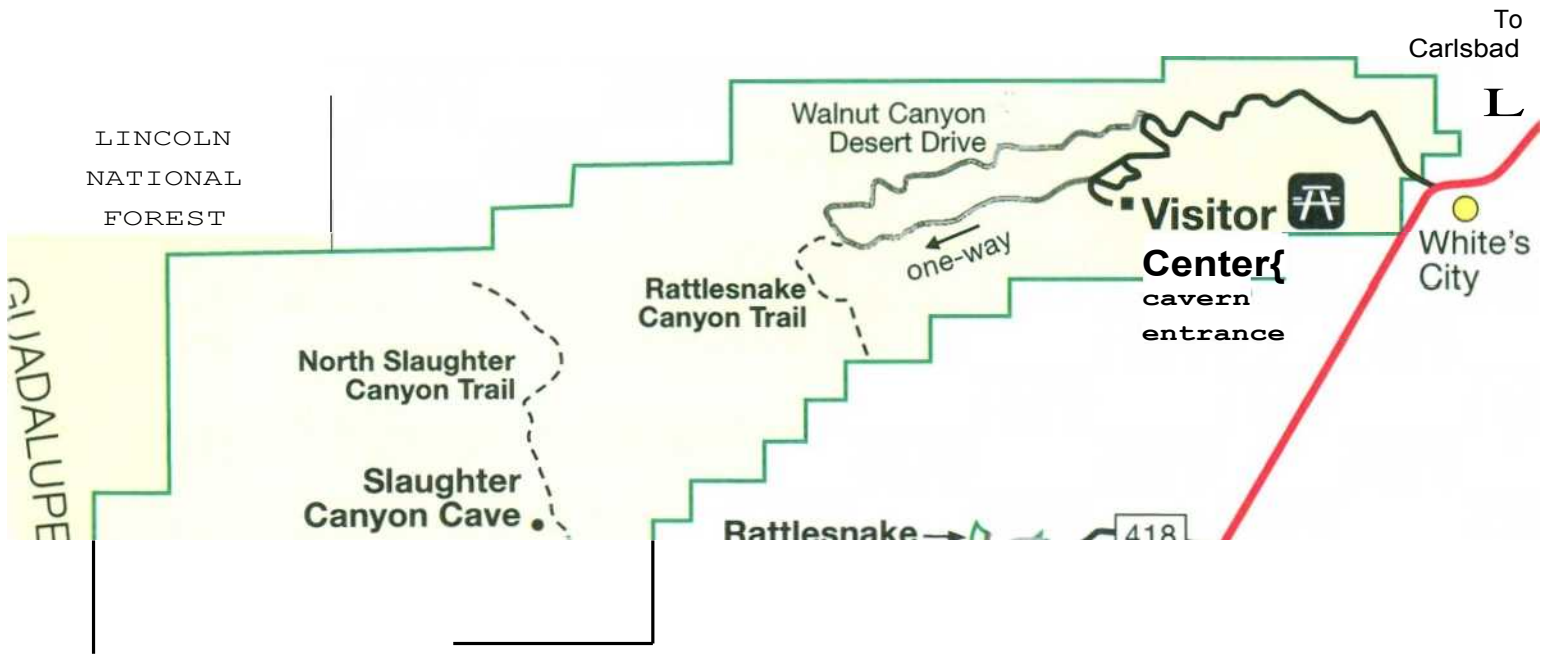 To
Carlsbad
L
LINCOLN
NATIONAL
FOREST
Walnut Canyon
Desert Drive
Visitor
Center{
cavern
entrance
one-way
White's
City
Rattlesnake
Canyon Trail
GUADALUPE
North Slaughter
Canyon Trail
Slaughter
Canyon Cave
Rattlesnake
418